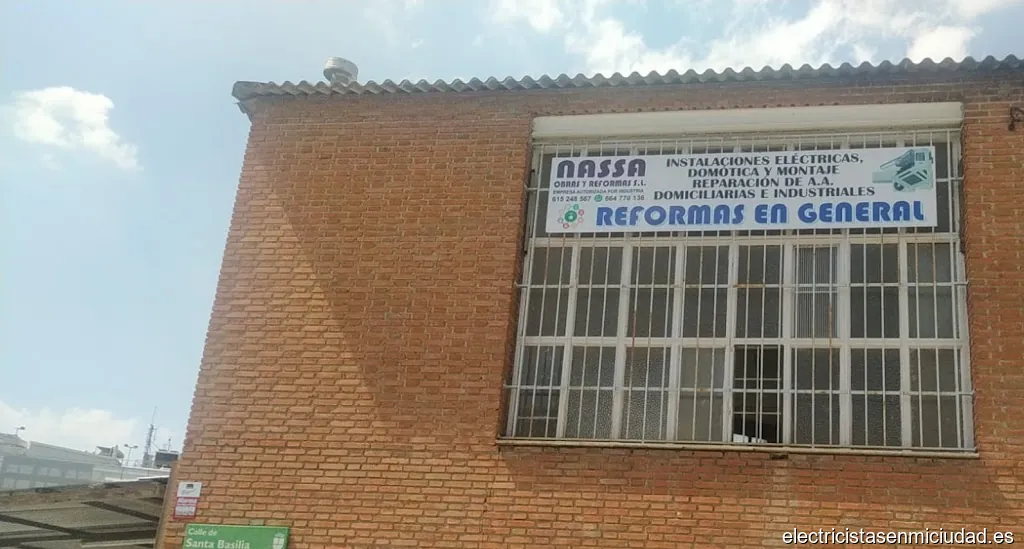 NASSA
OBRAS Y REFORMAS S.L.
EMPRESA AUTORIZADA POR INDUSTRIA
615 248 567 664 770 136
INSTALACIONES ELÉCTRICAS,
DOMÓTICA Y MONTAJE
REPARACIÓN DE A.A.
DOMICILIARIAS E INDUSTRIALES
REFORMAS EN GENERAL
Calle de
Santa Basilia
electricistasenmiciudad.es